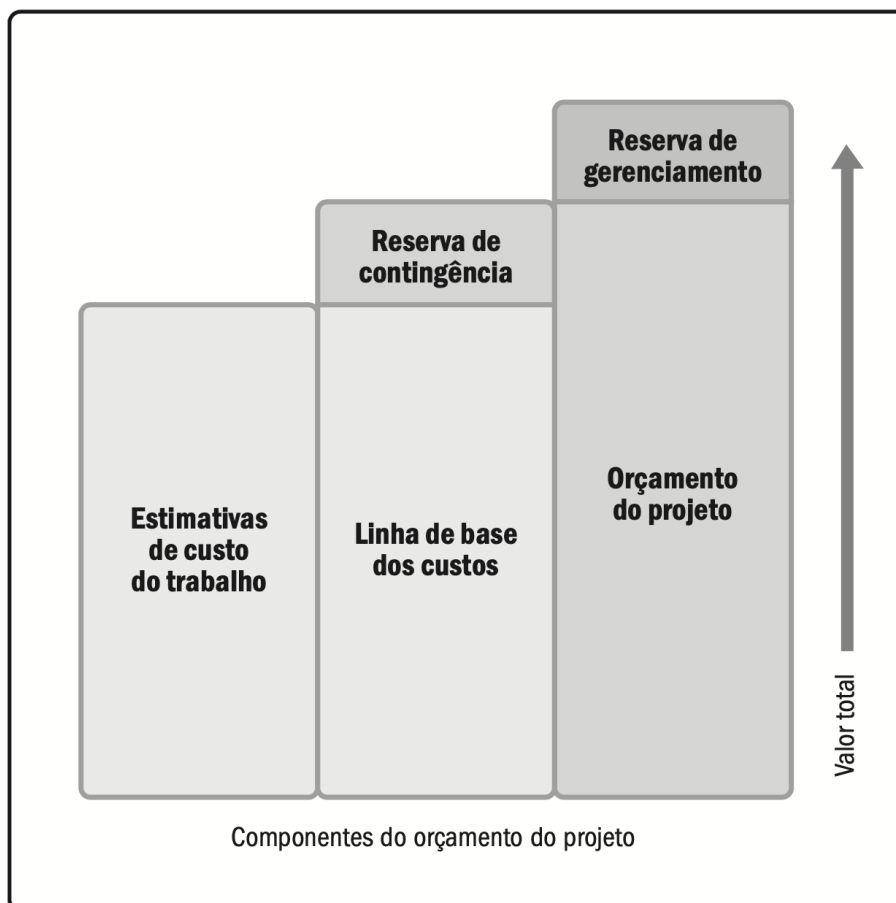 Reserva de
gerenciamento
Reserva de
contingência
Estimativas
de custo
do trabalho
Linha de base
dos custos
Orçamento
do projeto
Valor total
Componentes do orçamento do projeto